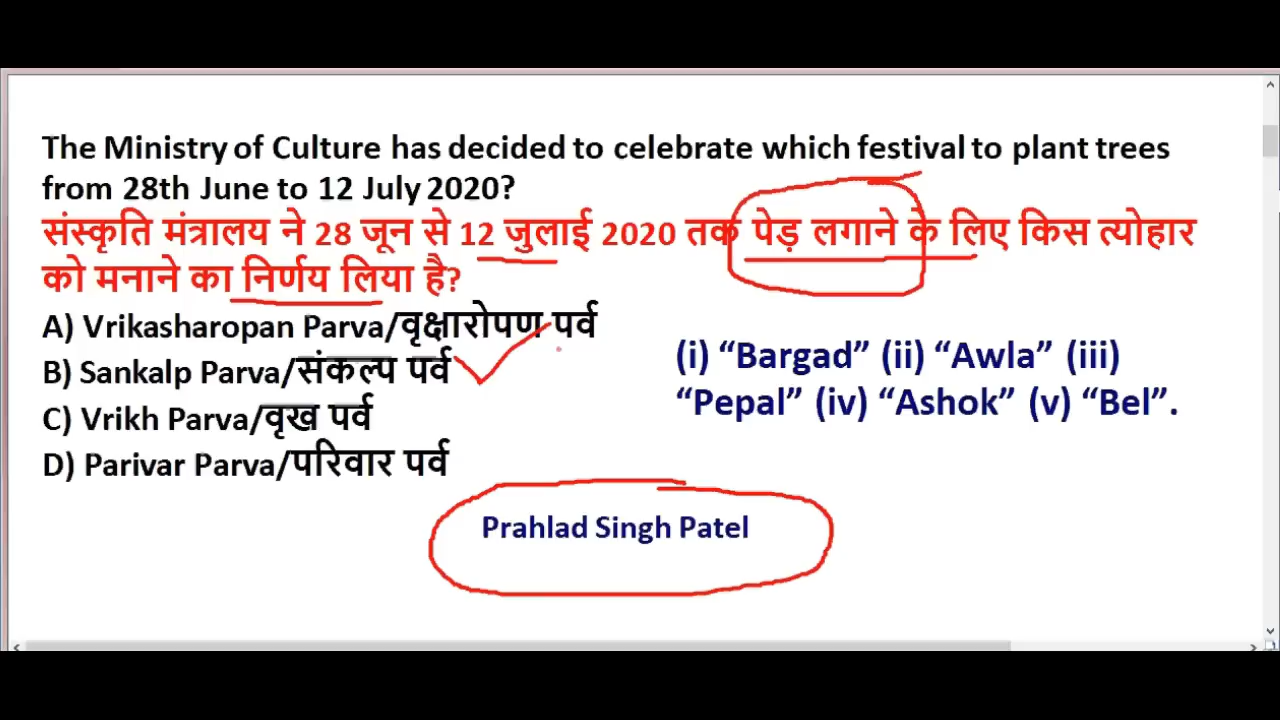 The Ministry of Culture has decided to celebrate which festival to plant trees
from 28th June to 12 July 2020?
संस्कृति मंत्रालय ने 28 जून से 12 जुलाई 2020 तक पेड़ लगाने के लिए किस त्योहार
को मनाने का निर्णय लिया है?
A) Vrikasharopan Parva/वृक्षारोपण पर्व
B) Sankalp Parva/संकल्प पर्व
C) Vrikh Parva/वृख पर्व
D) Parivar Parva/परिवार पर्व
(i) “Bargad” (ii) “Awla” (iii)
“Pepal” (iv) “Ashok” (v) “Bel”.
Prahlad Singh Patel